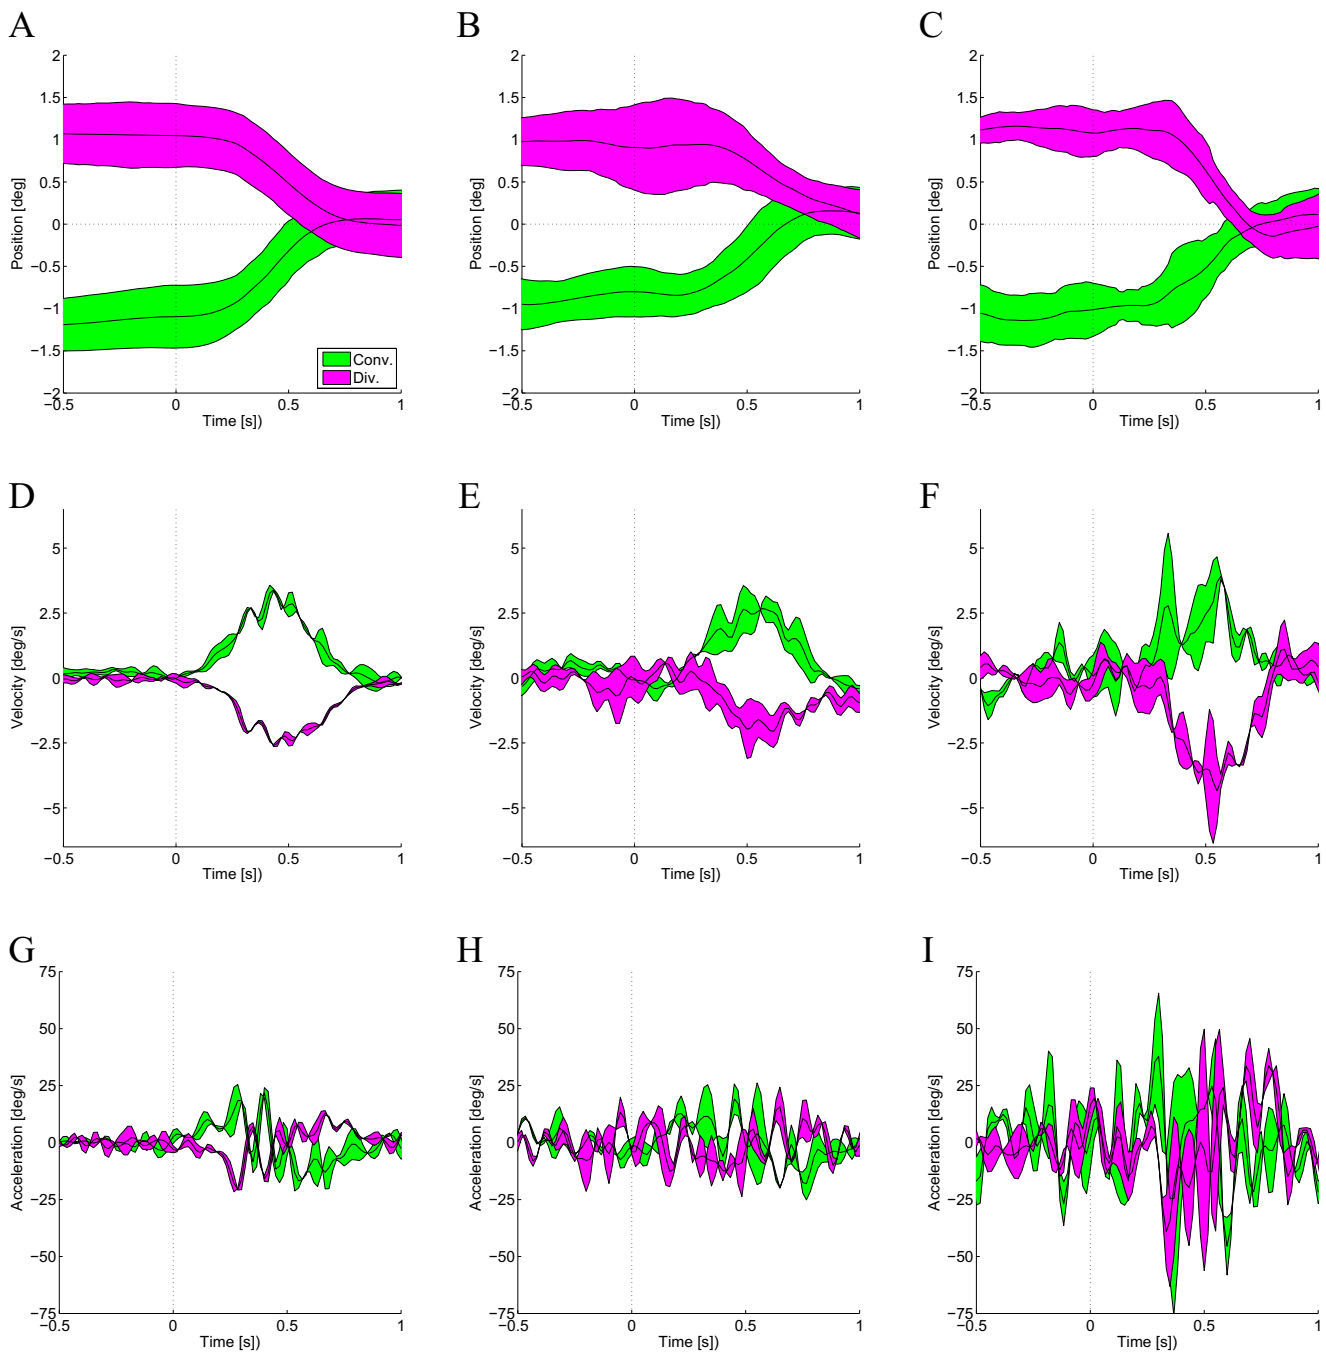 A
B
C
2
1.5
1
0.5
0
−0.5
−1
−1.5
−2
Position [deg]
−0.5 0 0.5 1
Time [s])
Conv.
Div.
2
1.5
1
0.5
0
−0.5
−1
−1.5
−2
Position [deg]
−0.5 0 0.5 1
Time [s])
2
1.5
1
0.5
0
−0.5
−1
−1.5
−2
Position [deg]
−0.5 0 0.5 1
Time [s])
D
E
F
5
2.5
0
−2.5
−5
Velocity [deg/s]
−0.5 0 0.5 1
Time [s])
5
2.5
0
−2.5
−5
Velocity [deg/s]
−0.5 0 0.5 1
Time [s])
5
2.5
0
−2.5
−5
Velocity [deg/s]
−0.5 0 0.5 1
Time [s])
G
H
I
75
50
25
0
−25
−50
−75
Acceleration [deg/s]
−0.5 0 0.5 1
Time [s])
75
50
25
0
−25
−50
−75
Acceleration [deg/s]
−0.5 0 0.5 1
Time [s])
75
50
25
0
−25
−50
−75
Acceleration [deg/s]
−0.5 0 0.5 1
Time [s])